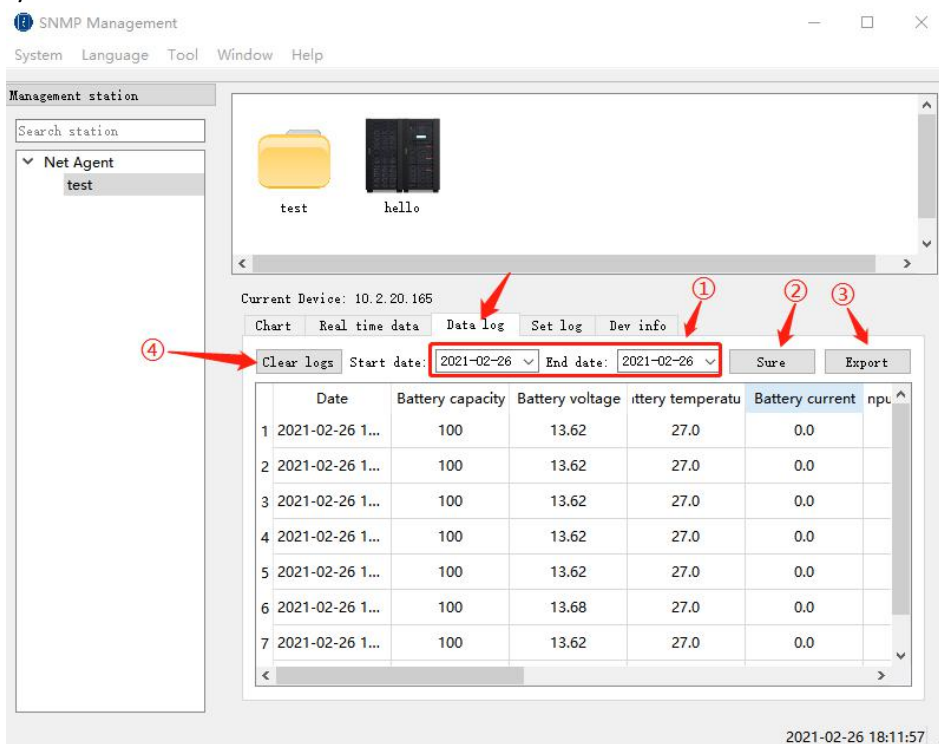 SNMP Management
System Language Tool Window Help
Management station
Search station
Net Agent
test
test hello
Current Device: 10.2.20.165
Chart Real time data Data log Set log Dev info
① ② ③ ④
Clear logs Start date: 2021-02-26 End date: 2021-02-26 Sure Export
Date Battery capacity Battery voltage ittery temperatu Battery current npu
1 2021-02-26 1... 100 13.62 27.0 0.0
2 2021-02-26 1... 100 13.62 27.0 0.0
3 2021-02-26 1... 100 13.62 27.0 0.0
4 2021-02-26 1... 100 13.62 27.0 0.0
5 2021-02-26 1... 100 13.62 27.0 0.0
6 2021-02-26 1... 100 13.68 27.0 0.0
7 2021-02-26 1... 100 13.62 27.0 0.0
2021-02-26 18:11:57